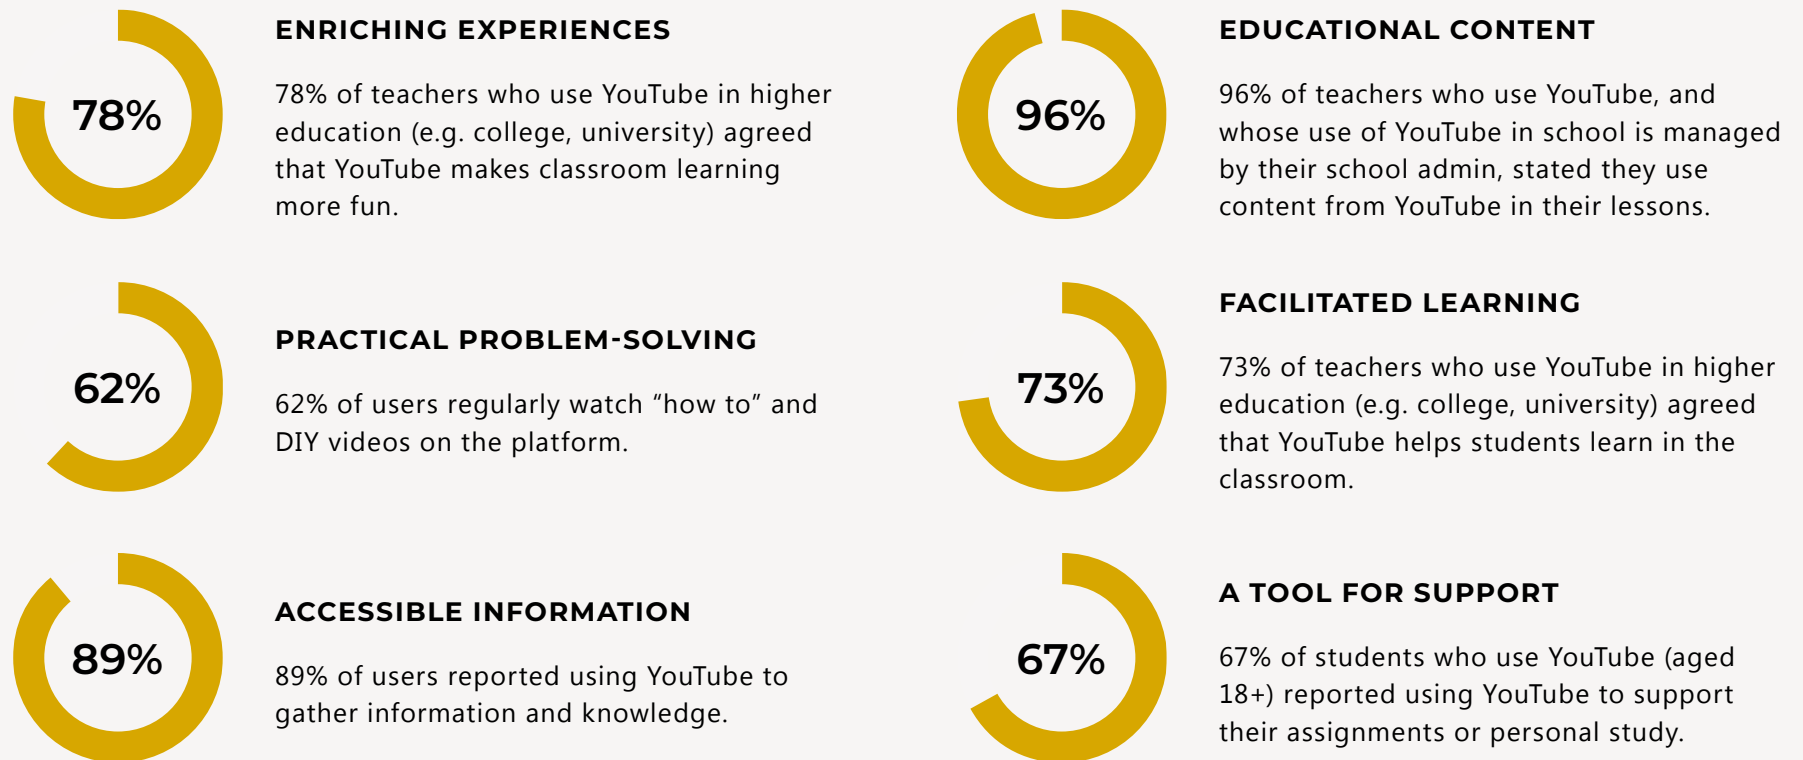 78%
ENRICHING EXPERIENCES
78% of teachers who use YouTube in higher
education (e.g. college, university) agreed
that YouTube makes classroom learning
more fun.
96%
EDUCATIONAL CONTENT
96% of teachers who use YouTube, and
whose use of YouTube in school is managed
by their school admin, stated they use
content from YouTube in their lessons.
62%
PRACTICAL PROBLEM-SOLVING
62% of users regularly watch “how to” and
DIY videos on the platform.
73%
FACILITATED LEARNING
73% of teachers who use YouTube in higher
education (e.g. college, university) agreed
that YouTube helps students learn in the
classroom.
89%
ACCESSIBLE INFORMATION
89% of users reported using YouTube to
gather information and knowledge.
67%
A TOOL FOR SUPPORT
67% of students who use YouTube (aged
18+) reported using YouTube to support
their assignments or personal study.